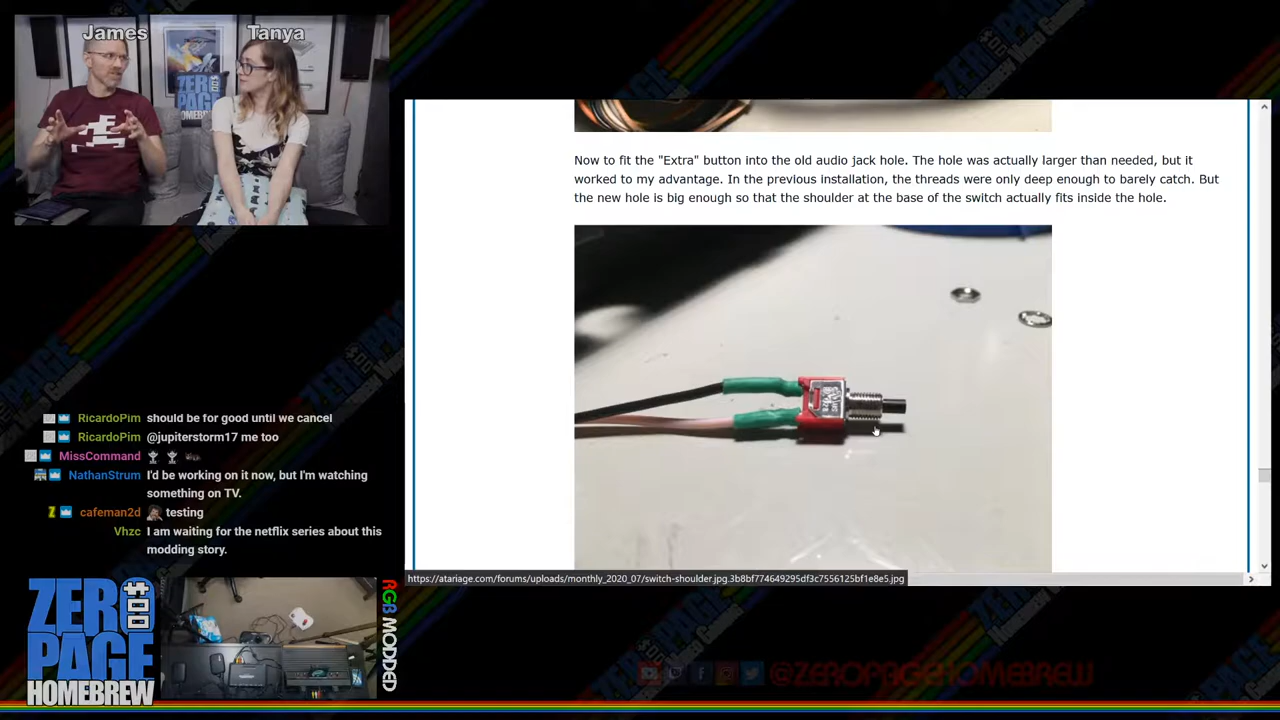 James
Tanya
ZERO
PAGE
Now to fit the "Extra" button into the old audio jack hole. The hole was actually larger than needed, but it
worked to my advantage. In the previous installation, the threads were only deep enough to barely catch. But
the new hole is big enough so that the shoulder at the base of the switch actually fits inside the hole.
RicardoPim should be for good until we cancel
RicardoPim @jupiterstorm17 me too
MissCommand
NathanStrum I'd be working on it now, but I'm watching
something on TV.
cafeman2d testing
Vhzc I am waiting for the netflix series about this
modding story.
https://atariage.com/forums/uploads/monthly_2020_07/switch-shoulder.jpg.3b8bf774649295df3c7556125bf1e8e5.jpg
ZERO
PAGE
HOMEBREW
RGB MODDED